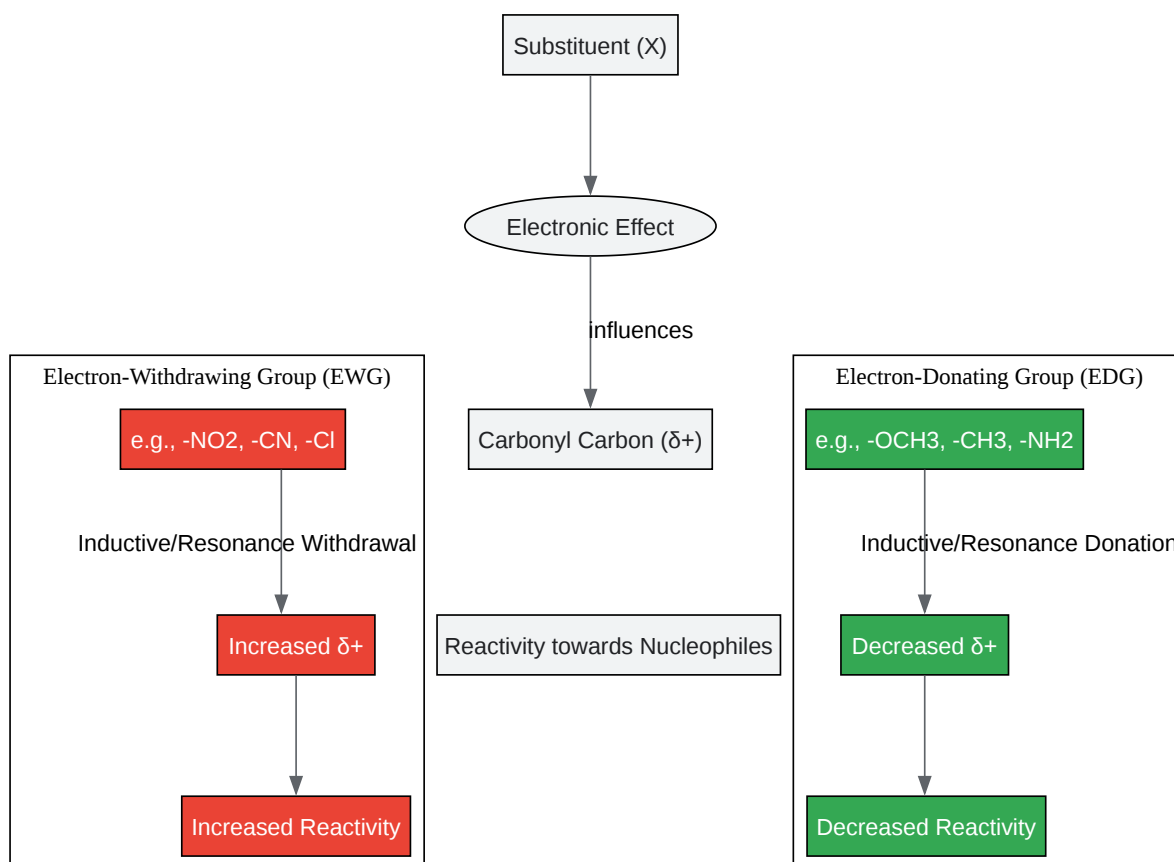 Substituent (X)
Electronic Effect
influences
Electron-Withdrawing Group (EWG)
Electron-Donating Group (EDG)
e.g., -NO2, -CN, -Cl
Carbonyl Carbon (δ+)
e.g., -OCH3, -CH3, -NH2
Inductive/Resonance Withdrawal
Inductive/Resonance Donation
Increased δ+
Reactivity towards Nucleophiles
Decreased δ+
Increased Reactivity
Decreased Reactivity